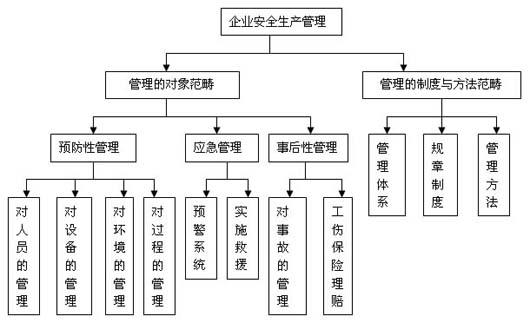 企业安全生产管理
管理的对象范畴
管理的制度与方法范畴
预防性管理
应急管理
事后性管理
管理体系
规章制度
管理方法
对人员的管理
对设备的管理
对环境的管理
对过程的管理
预警系统
实施救援
对事故的管理
工伤保险理赔